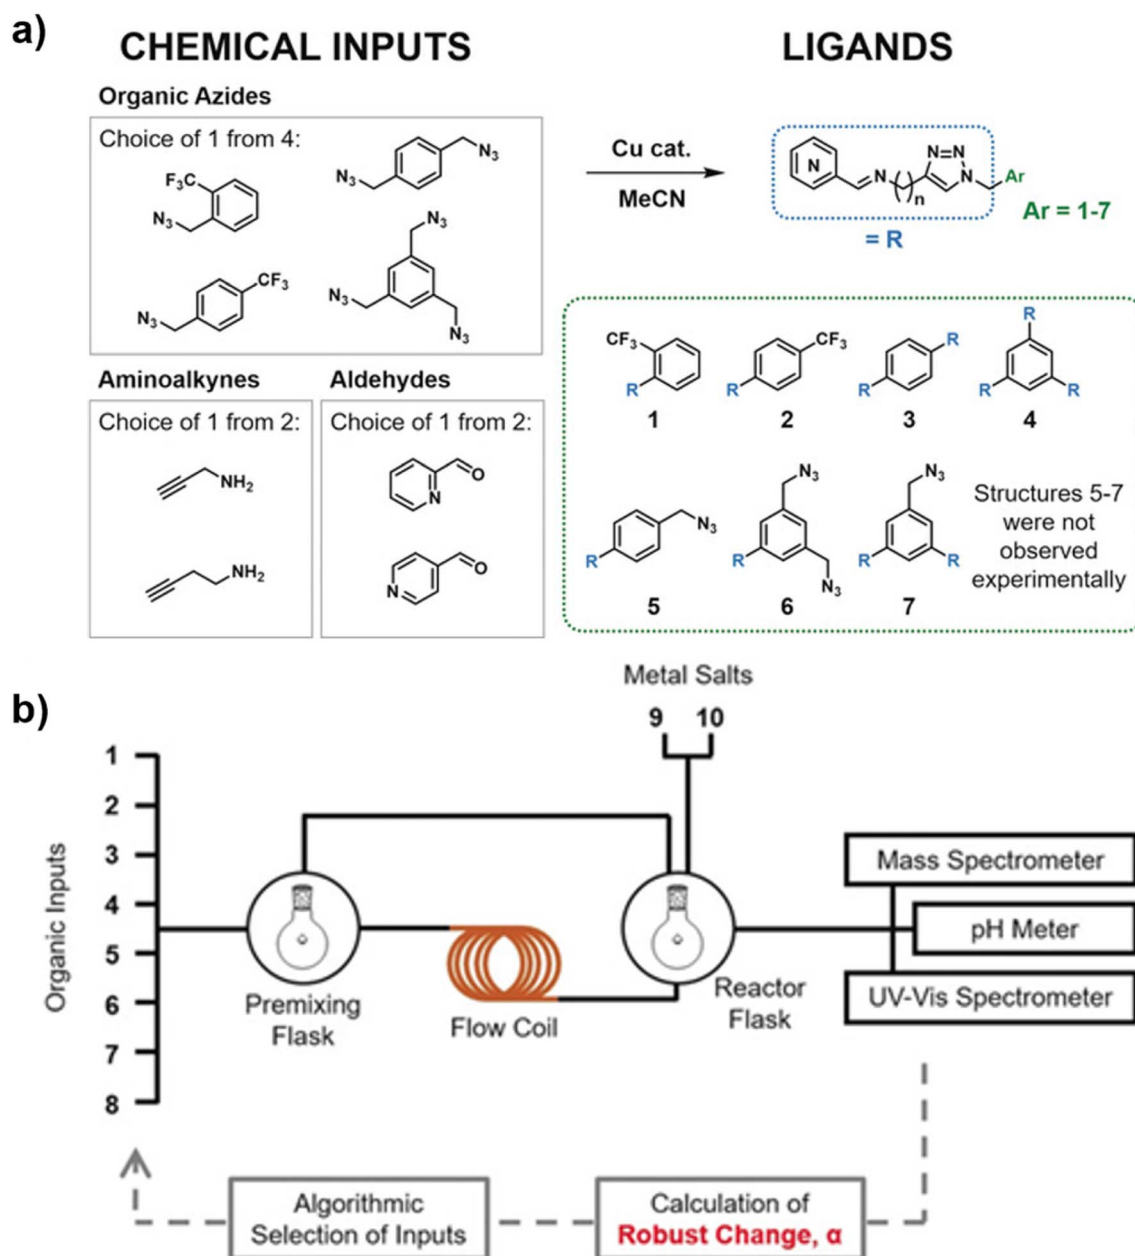 a)
CHEMICAL INPUTS
LIGANDS
Organic Azides
Choice of 1 from 4:
F₃C
N₃
N₃
N₃
CF₃
N₃
N₃
N₃
N₃
Cu cat.
MeCN
N
N
n
N=N
N
Ar
= R
Ar = 1-7
Aminoalkynes
Choice of 1 from 2:
NH₂
NH₂
Aldehydes
Choice of 1 from 2:
N
O
N
O
CF₃
R
1
CF₃
R
2
R
R
3
R
R
R
4
N₃
R
5
N₃
R
N₃
6
N₃
R
R
7
Structures 5-7
were not
observed
experimentally
b)
Metal Salts
9 10
Organic Inputs
1
2
3
4
5
6
7
8
Premixing
Flask
Flow Coil
Reactor
Flask
Mass Spectrometer
pH Meter
UV-Vis Spectrometer
Algorithmic
Selection of Inputs
Calculation of
Robust Change, α